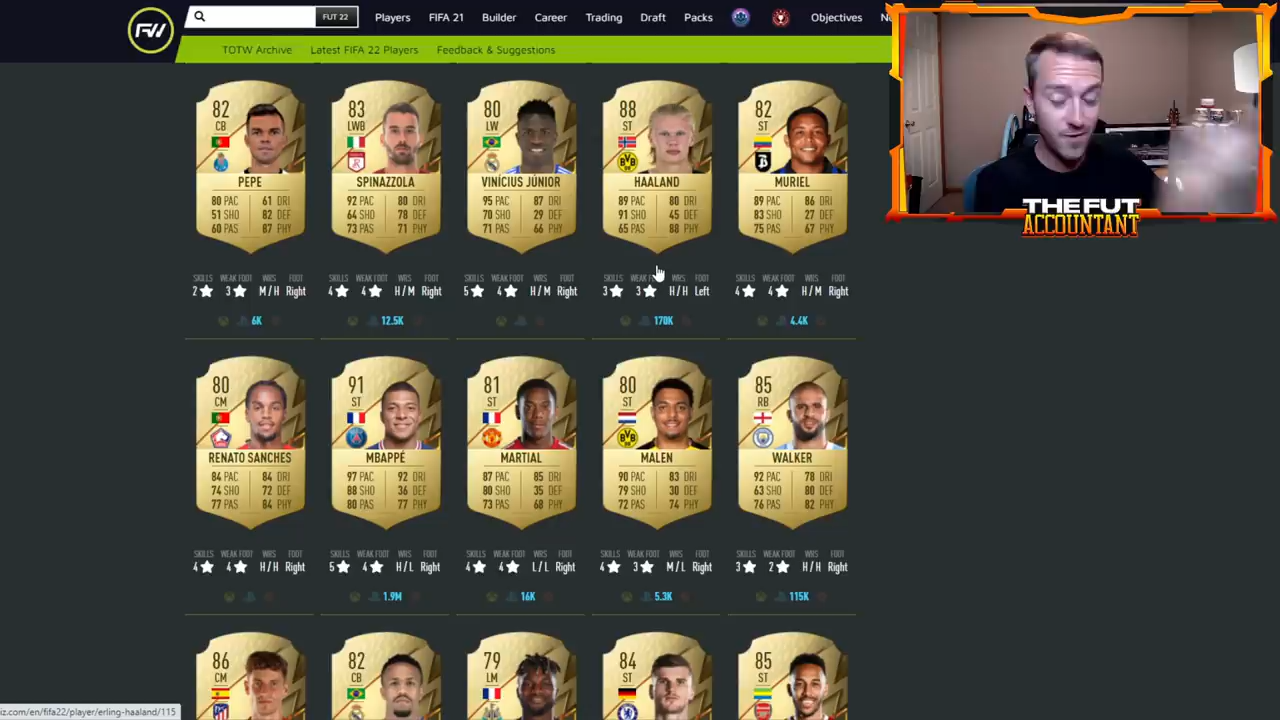 FW
FUT 22
Players
FIFA 21
Builder
Career
Trading
Draft
Packs
Objectives
TOTW Archive
Latest FIFA 22 Players
Feedback & Suggestions
THE FUT
ACCOUNTANT
82
CB
PEPE
80 PAC 61 DRI
51 SHO 82 DEF
60 PAS 87 PHY
83
LWB
SPINAZZOLA
92 PAC 80 DRI
64 SHO 78 DEF
73 PAS 71 PHY
80
LW
VINÍCIUS JÚNIOR
95 PAC 87 DRI
70 SHO 29 DEF
71 PAS 66 PHY
88
ST
HAALAND
89 PAC 80 DRI
91 SHO 45 DEF
65 PAS 88 PHY
82
ST
MURIEL
89 PAC 86 DRI
83 SHO 27 DEF
75 PAS 67 PHY
SKILLS WEAK FOOT WRS FOOT
2 3 M / H Right
6K
SKILLS WEAK FOOT WRS FOOT
4 4 H / M Right
12.5K
SKILLS WEAK FOOT WRS FOOT
5 4 H / M Right
SKILLS WEAK WRS FOOT
3 3 H / H Left
170K
SKILLS WEAK FOOT WRS FOOT
4 4 H / M Right
4.4K
80
CM
RENATO SANCHES
84 PAC 84 DRI
74 SHO 72 DEF
77 PAS 84 PHY
91
ST
MBAPPÉ
97 PAC 92 DRI
88 SHO 36 DEF
80 PAS 77 PHY
81
ST
MARTIAL
87 PAC 85 DRI
80 SHO 35 DEF
73 PAS 68 PHY
80
ST
MALEN
90 PAC 83 DRI
79 SHO 30 DEF
72 PAS 74 PHY
85
RB
WALKER
92 PAC 78 DRI
63 SHO 80 DEF
76 PAS 82 PHY
SKILLS WEAK FOOT WRS FOOT
4 4 H / H Right
SKILLS WEAK FOOT WRS FOOT
5 4 H / L Right
1.9M
SKILLS WEAK FOOT WRS FOOT
4 4 L / L Right
16K
SKILLS WEAK FOOT WRS FOOT
4 3 M / L Right
5.3K
SKILLS WEAK FOOT WRS FOOT
3 2 H / H Right
115K
86
CM
82
CB
79
LM
84
ST
85
ST
iz.com/en/fifa22/player/erling-haaland/115